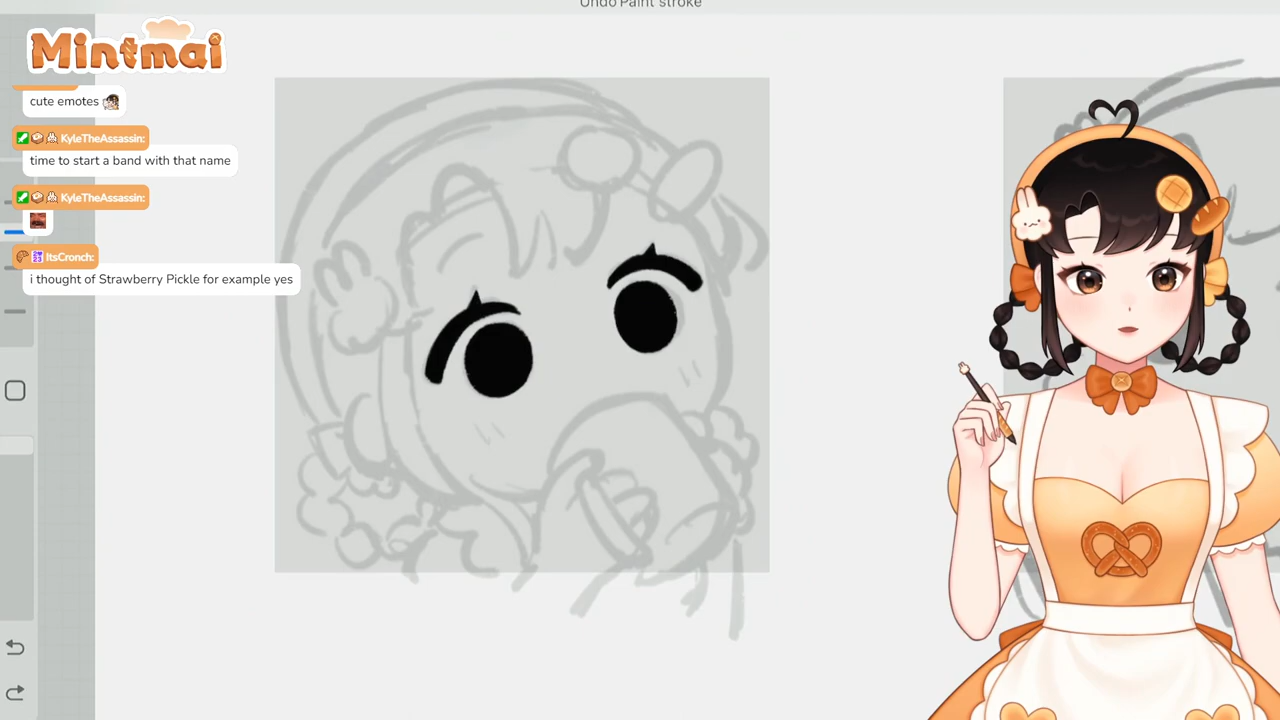 Undo Paint stroke
Mintmai
cute emotes
KyleTheAssassin:
time to start a band with that name
KyleTheAssassin:
ItsCronch:
i thought of Strawberry Pickle for example yes